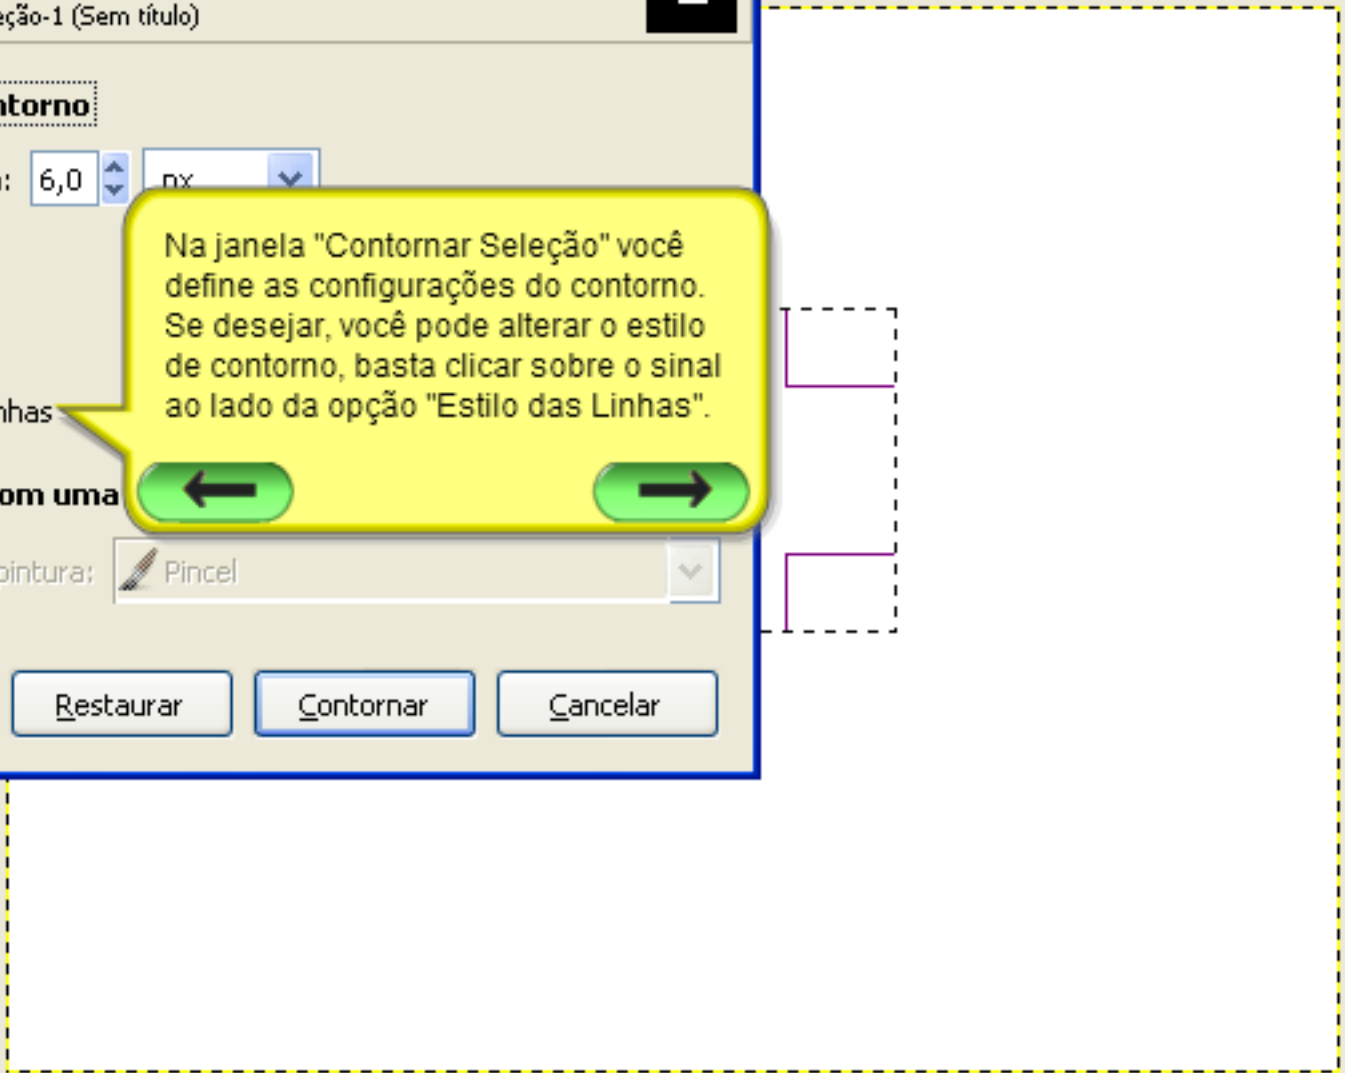 eção-1 (Sem título)
ntorno
6,0 px
Na janela "Contornar Seleção" você
define as configurações do contorno.
Se desejar, você pode alterar o estilo
de contorno, basta clicar sobre o sinal
ao lado da opção "Estilo das Linhas".
nhas
om uma
pintura: Pincel
Restaurar Contornar Cancelar